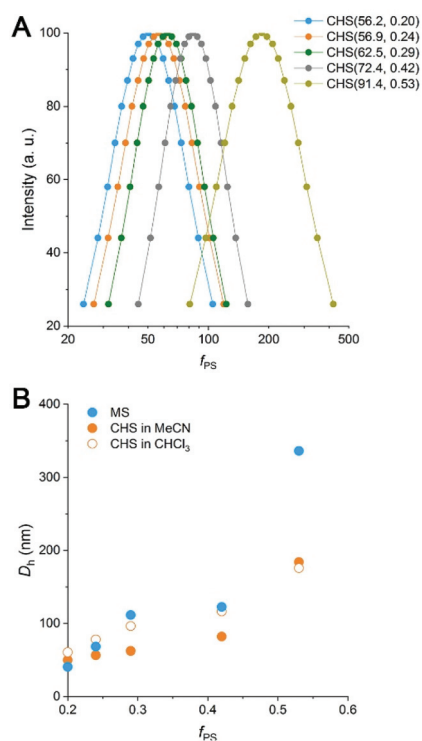 A
CHS(56.2, 0.20)
CHS(56.9, 0.24)
CHS(62.5, 0.29)
CHS(72.4, 0.42)
CHS(91.4, 0.53)
100
80
60
40
20
Intensity (a. u.)
20 50 100 200 500
fPS
B
MS
CHS in MeCN
CHS in CHCl3
400
300
200
100
0
Dh (nm)
0.2 0.3 0.4 0.5 0.6
fPS